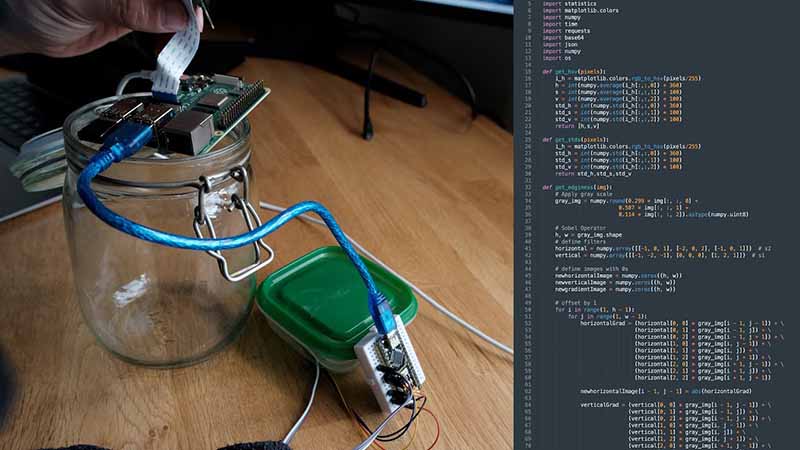 import statistics
import matplotlib.colors
import numpy
import time
import requests
import base64
import json
import numpy
import os
def get_hsv(pixels):
i_h = matplotlib.colors.rgb_to_hsv(pixels/255)
h = int(numpy.average(i_h[:,:,0]) * 360)
s = int(numpy.average(i_h[:,:,1]) * 100)
v = int(numpy.average(i_h[:,:,2]) * 100)
std_h = int(numpy.std(i_h[:,:,0]) * 360)
std_s = int(numpy.std(i_h[:,:,1]) * 100)
std_v = int(numpy.std(i_h[:,:,2]) * 100)
return [h,s,v]
def get_stds(pixels):
i_h = matplotlib.colors.rgb_to_hsv(pixels/255)
std_h = int(numpy.std(i_h[:,:,0]) * 360)
std_s = int(numpy.std(i_h[:,:,1]) * 100)
std_v = int(numpy.std(i_h[:,:,2]) * 100)
return std_h,std_s,std_v
def get_edginess(img):
# Apply gray scale
gray_img = numpy.round(0.299 * img[:, :, 0] +
0.587 * img[:, :, 1] +
0.114 * img[:, :, 2]).astype(numpy.uint8)
# Sobel Operator
h, w = gray_img.shape
# define filters
horizontal = numpy.array([[-1, 0, 1], [-2, 0, 2], [-1, 0, 1]]) # s2
vertical = numpy.array([[-1, -2, -1], [0, 0, 0], [1, 2, 1]]) # s1
# define images with 0s
newhorizontalImage = numpy.zeros((h, w))
newverticalImage = numpy.zeros((h, w))
newgradientImage = numpy.zeros((h, w))
# offset by 1
for i in range(1, h - 1):
for j in range(1, w - 1):
horizontalGrad = (horizontal[0, 0] * gray_img[i - 1, j - 1]) + \
(horizontal[0, 1] * gray_img[i - 1, j]) + \
(horizontal[0, 2] * gray_img[i - 1, j + 1]) + \
(horizontal[1, 0] * gray_img[i, j - 1]) + \
(horizontal[1, 1] * gray_img[i, j]) + \
(horizontal[1, 2] * gray_img[i, j + 1]) + \
(horizontal[2, 0] * gray_img[i + 1, j - 1]) + \
(horizontal[2, 1] * gray_img[i + 1, j]) + \
(horizontal[2, 2] * gray_img[i + 1, j + 1])
newhorizontalImage[i - 1, j - 1] = abs(horizontalGrad)
verticalGrad = (vertical[0, 0] * gray_img[i - 1, j - 1]) + \
(vertical[0, 1] * gray_img[i - 1, j]) + \
(vertical[0, 2] * gray_img[i - 1, j + 1]) + \
(vertical[1, 0] * gray_img[i, j - 1]) + \
(vertical[1, 1] * gray_img[i, j]) + \
(vertical[1, 2] * gray_img[i, j + 1]) + \
(vertical[2, 0] * gray_img[i + 1, j - 1]) + \